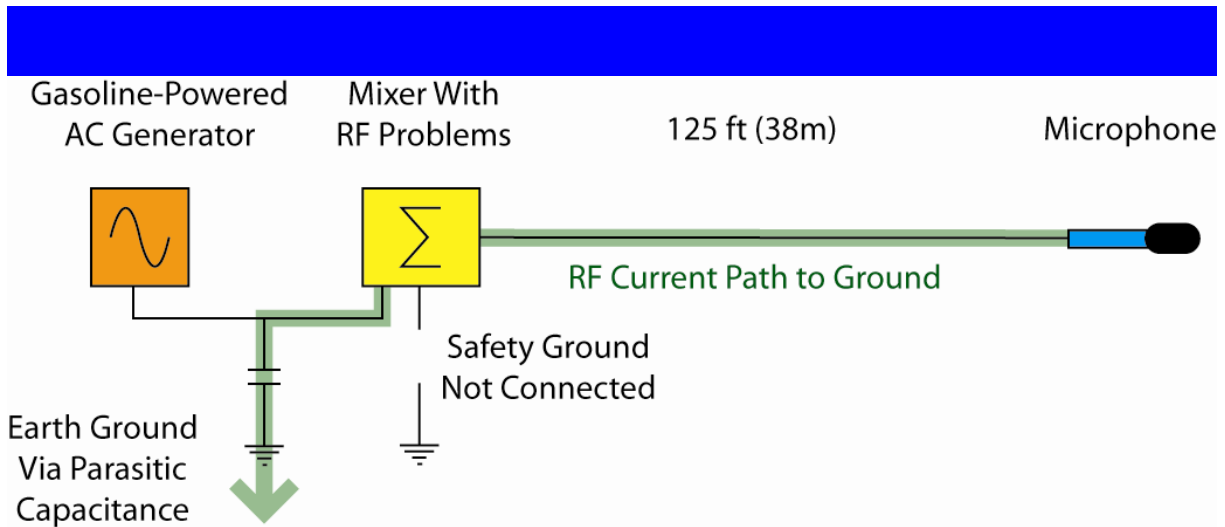 Gasoline-Powered
AC Generator
Mixer With
RF Problems
125 ft (38m)
Microphone
RF Current Path to Ground
Safety Ground
Not Connected
Earth Ground
Via Parasitic
Capacitance